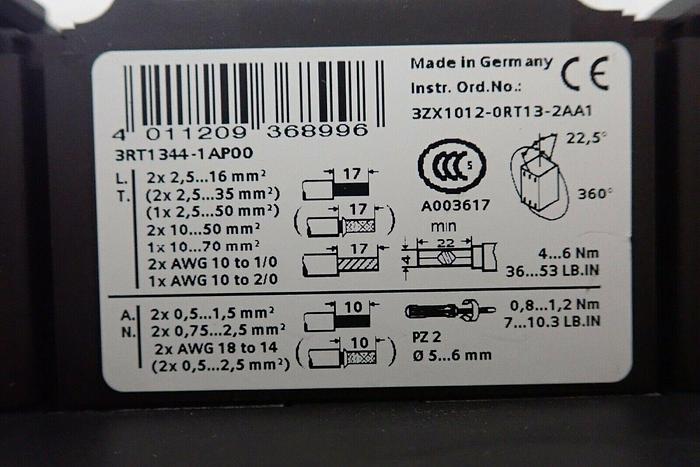 Made in Germany
CE
Instr. Ord.No.:
3ZX1012-0RT13-2AA1
4 011209 368996
3RT1344-1AP00
CCC S
A003617
22,5°
360°
L. 2x 2,5...16 mm²
T. (2x 2,5...35 mm²)
(1x 2,5...50 mm²)
2x 10...50 mm²
1x 10...70 mm²
2x AWG 10 to 1/0
1x AWG 10 to 2/0
17
17
17
min
22
4
4...6 Nm
36...53 LB.IN
A. 2x 0,5...1,5 mm²
N. 2x 0,75...2,5 mm²
2x AWG 18 to 14
(2x 0,5...2,5 mm²)
10
10
PZ 2
Ø 5...6 mm
0,8...1,2 Nm
7...10.3 LB.IN